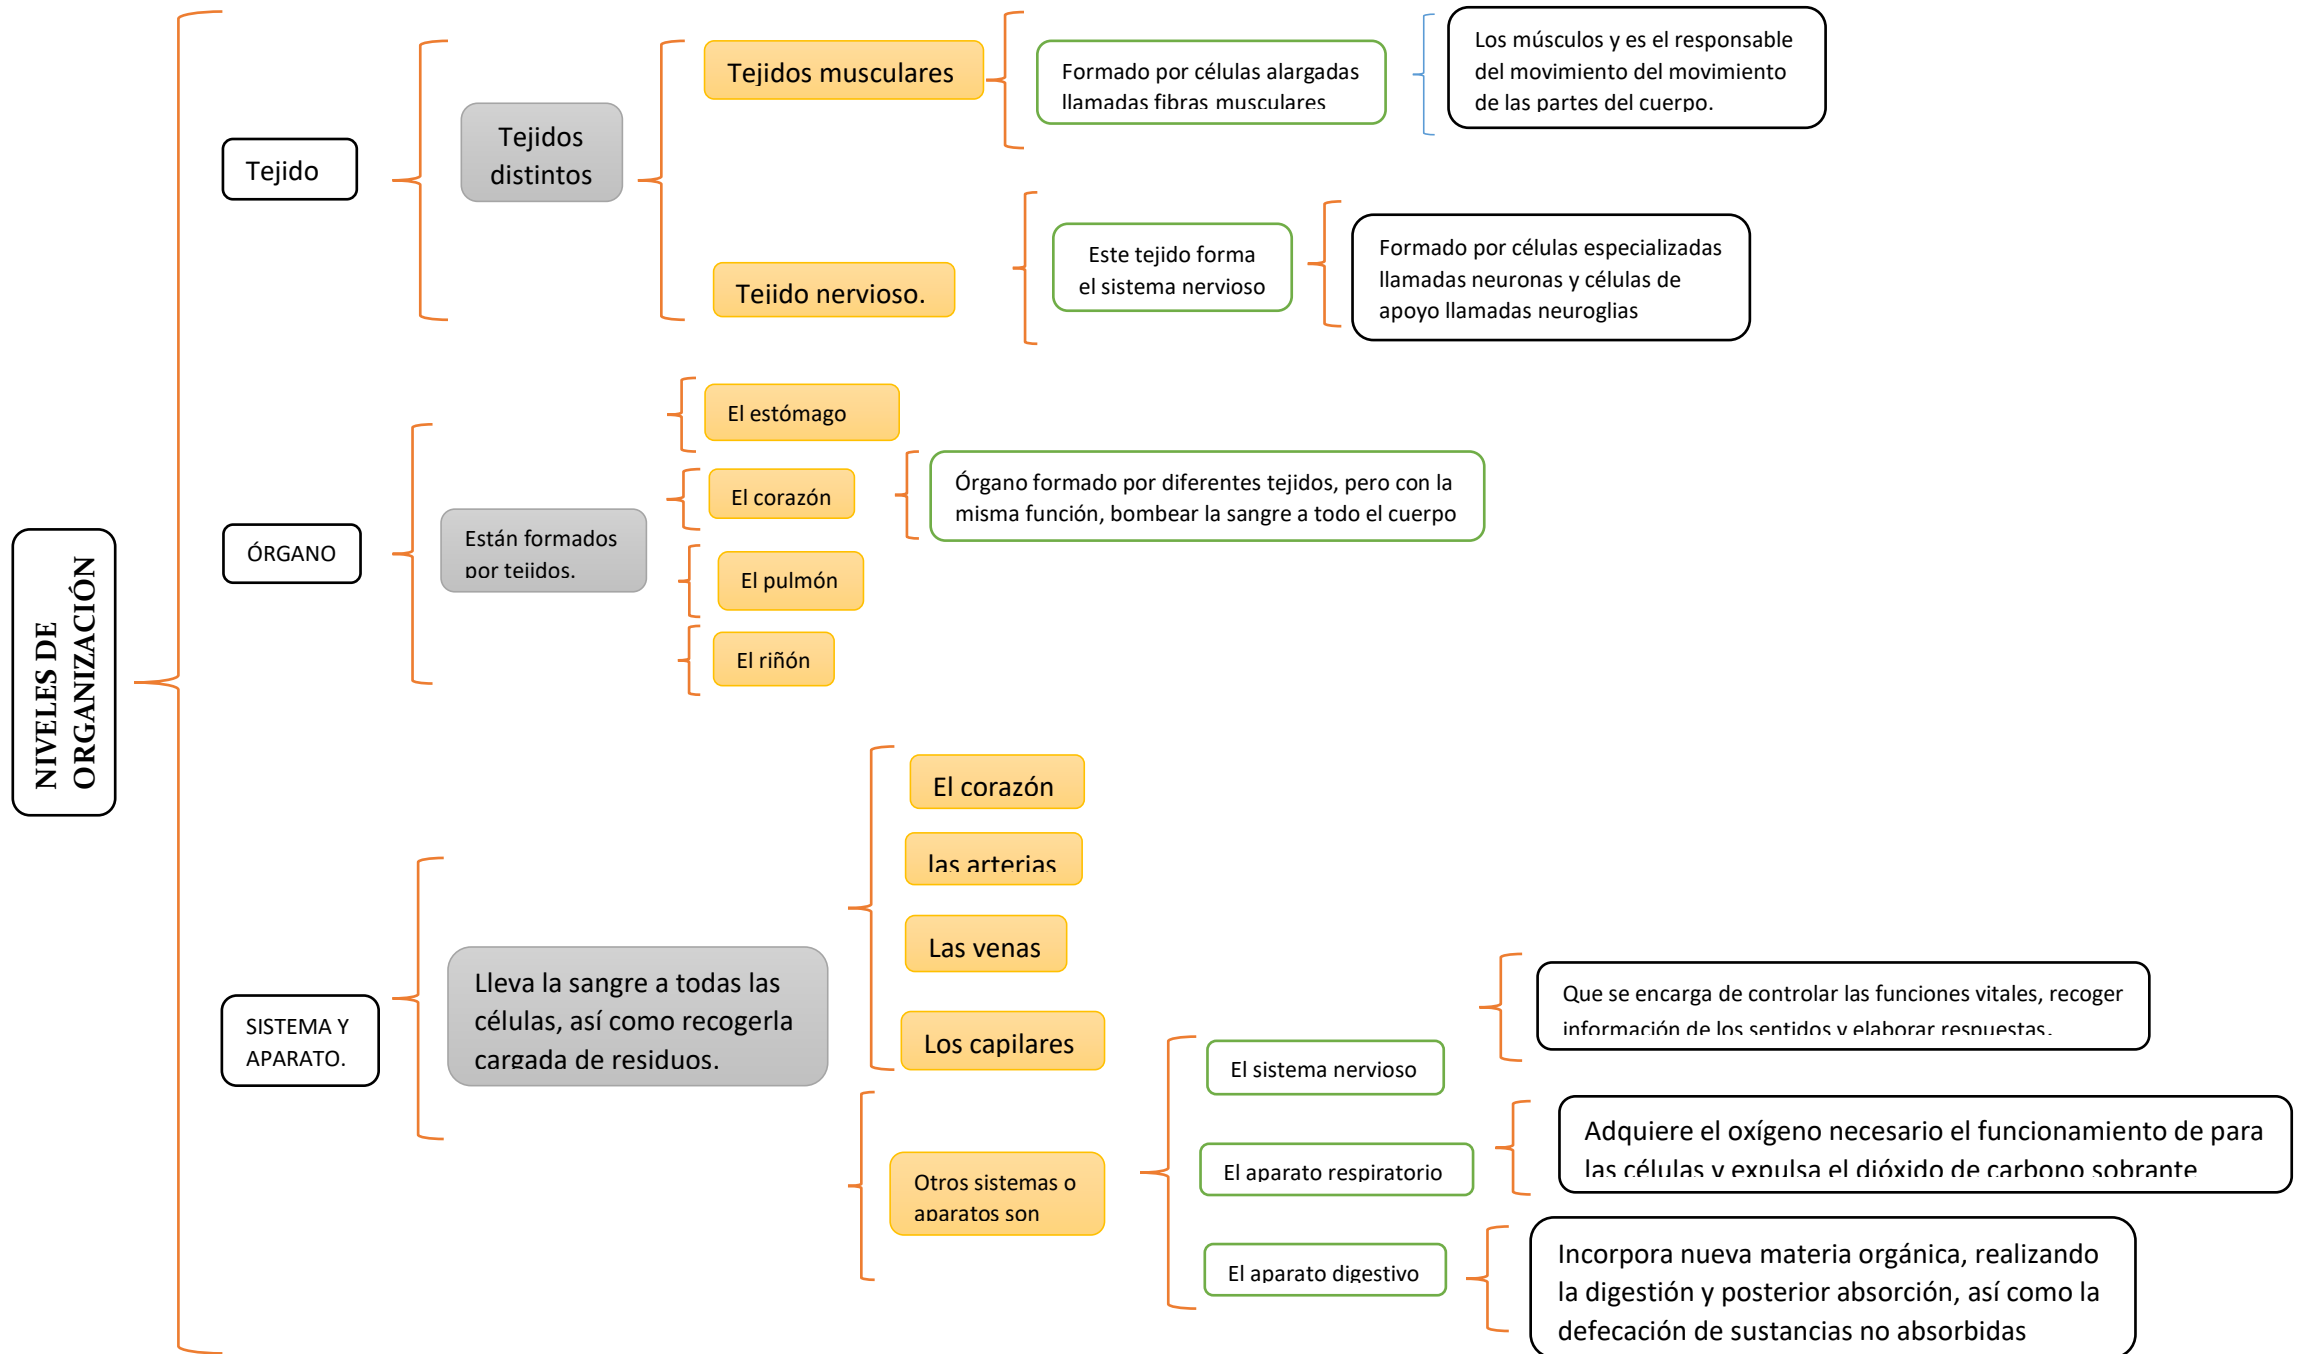 NIVELES DE
ORGANIZACIÓN
Tejido
Tejidos
distintos
Tejidos musculares
Formado por células alargadas
llamadas fibras musculares
Los músculos y es el responsable
del movimiento del movimiento
de las partes del cuerpo.
Tejido nervioso.
Este tejido forma
el sistema nervioso
Formado por células especializadas
llamadas neuronas y células de
apoyo llamadas neuroglias
ÓRGANO
Están formados
por tejidos.
El estómago
El corazón
Órgano formado por diferentes tejidos, pero con la
misma función, bombear la sangre a todo el cuerpo
El pulmón
El riñón
SISTEMA Y
APARATO.
Lleva la sangre a todas las
células, así como recogerla
cargada de residuos.
El corazón
las arterias
Las venas
Los capilares
Otros sistemas o
aparatos son
El sistema nervioso
Que se encarga de controlar las funciones vitales, recoger
información de los sentidos y elaborar respuestas.
El aparato respiratorio
Adquiere el oxígeno necesario el funcionamiento de para
las células y expulsa el dióxido de carbono sobrante
El aparato digestivo
Incorpora nueva materia orgánica, realizando
la digestión y posterior absorción, así como la
defecación de sustancias no absorbidas